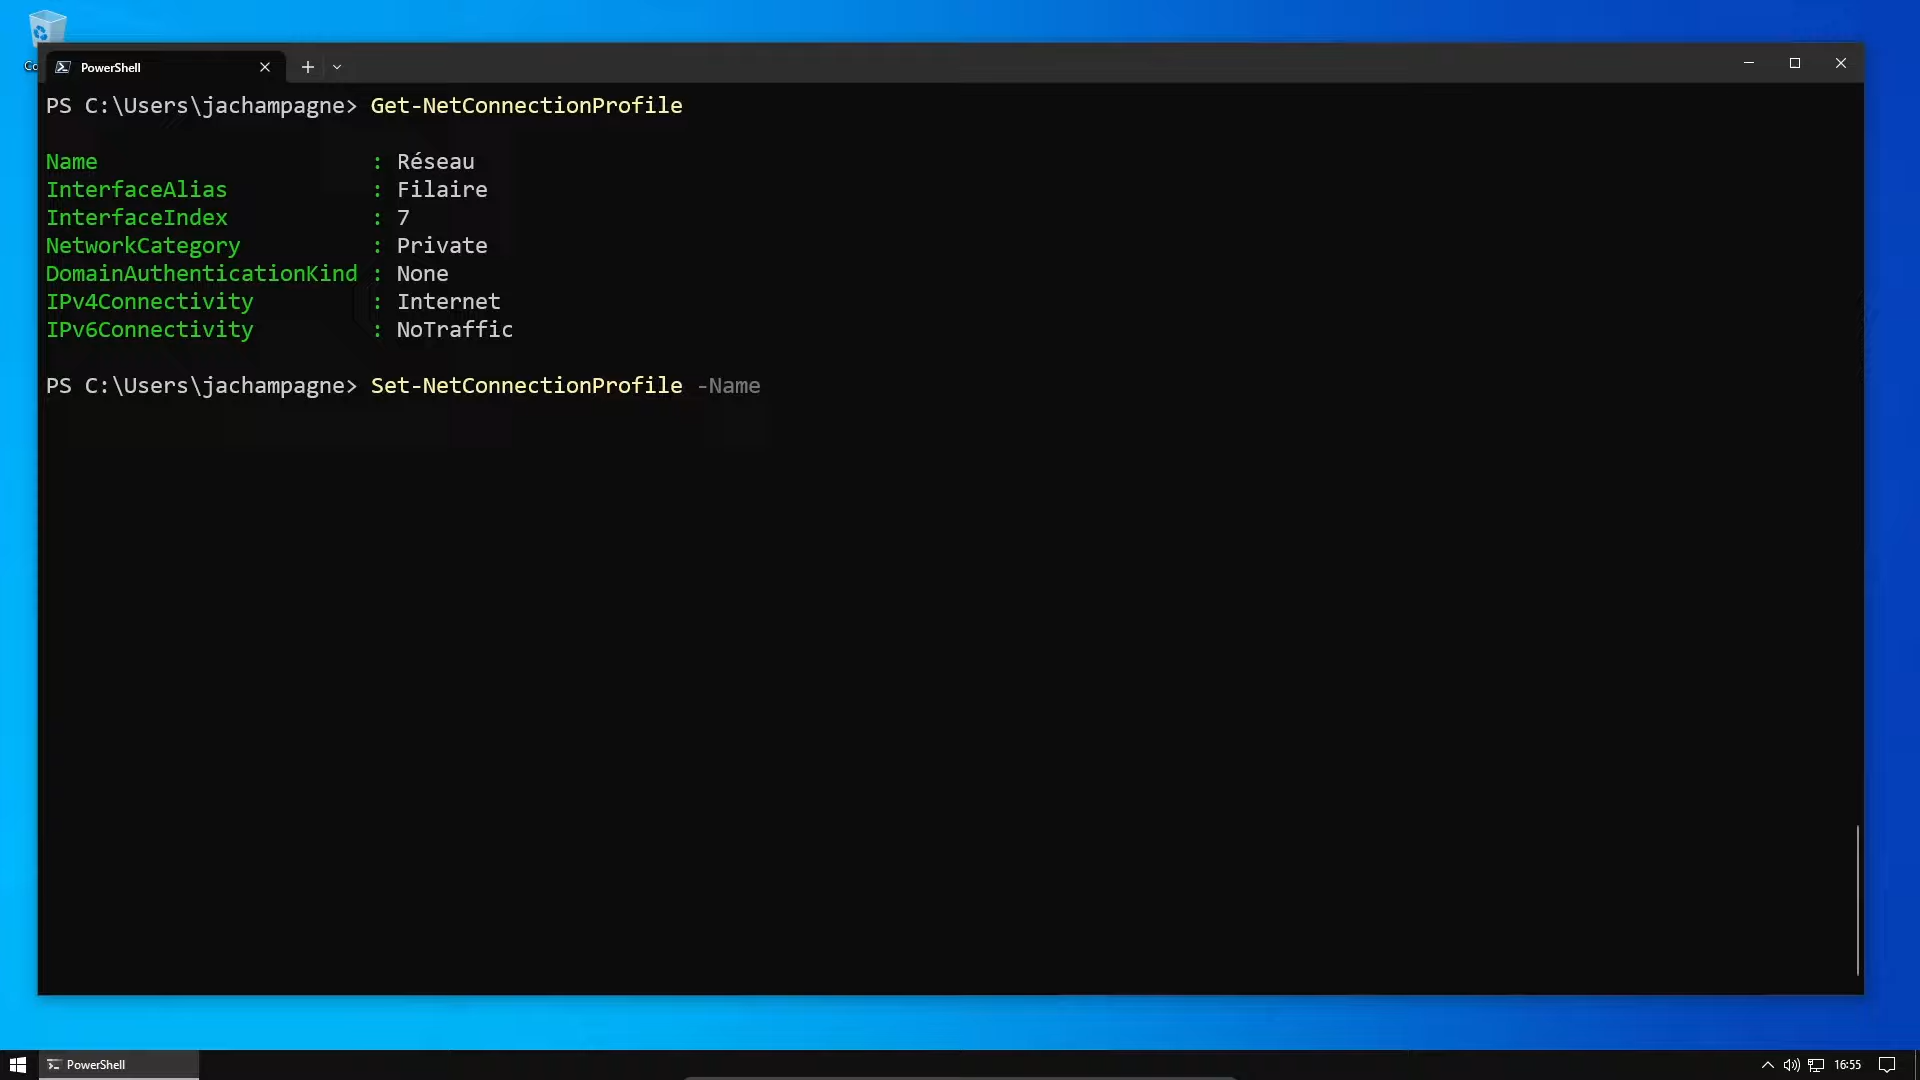 Co
PowerShell
PS C:\Users\jachampagne> Get-NetConnectionProfile
Name : Réseau
InterfaceAlias : Filaire
InterfaceIndex : 7
NetworkCategory : Private
DomainAuthenticationKind : None
IPv4Connectivity : Internet
IPv6Connectivity : NoTraffic
PS C:\Users\jachampagne> Set-NetConnectionProfile -Name
PowerShell
16:55